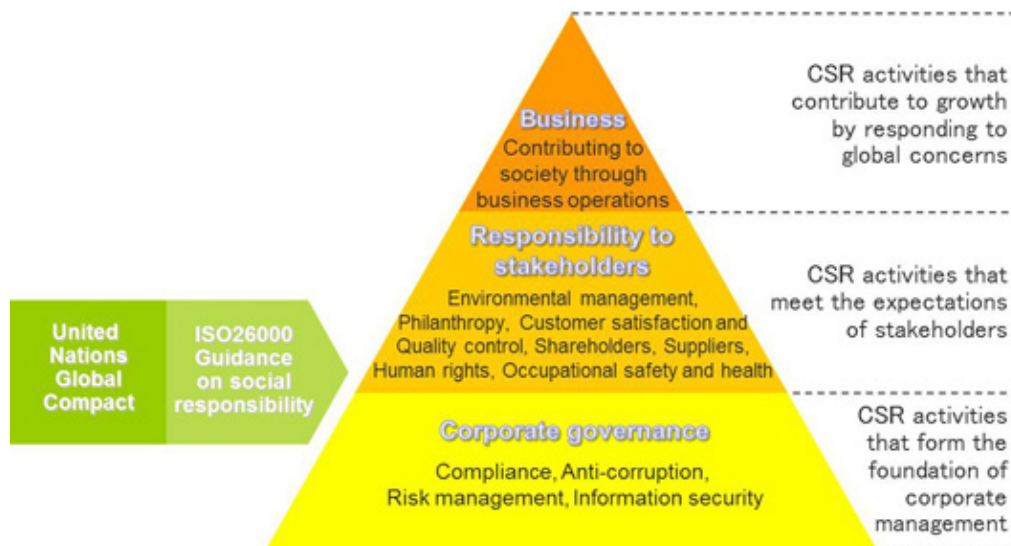 Business
Contributing to
society through
business operations
CSR activities that
contribute to growth
by responding to
global concerns
Responsibility to
stakeholders
Environmental management,
Philanthropy, Customer satisfaction and
Quality control, Shareholders, Suppliers,
Human rights, Occupational safety and health
CSR activities that
meet the expectations
of stakeholders
United
Nations
Global
Compact
ISO26000
Guidance
on social
responsibility
Corporate governance
Compliance, Anti-corruption,
Risk management, Information security
CSR activities
that form the
foundation of
corporate
management